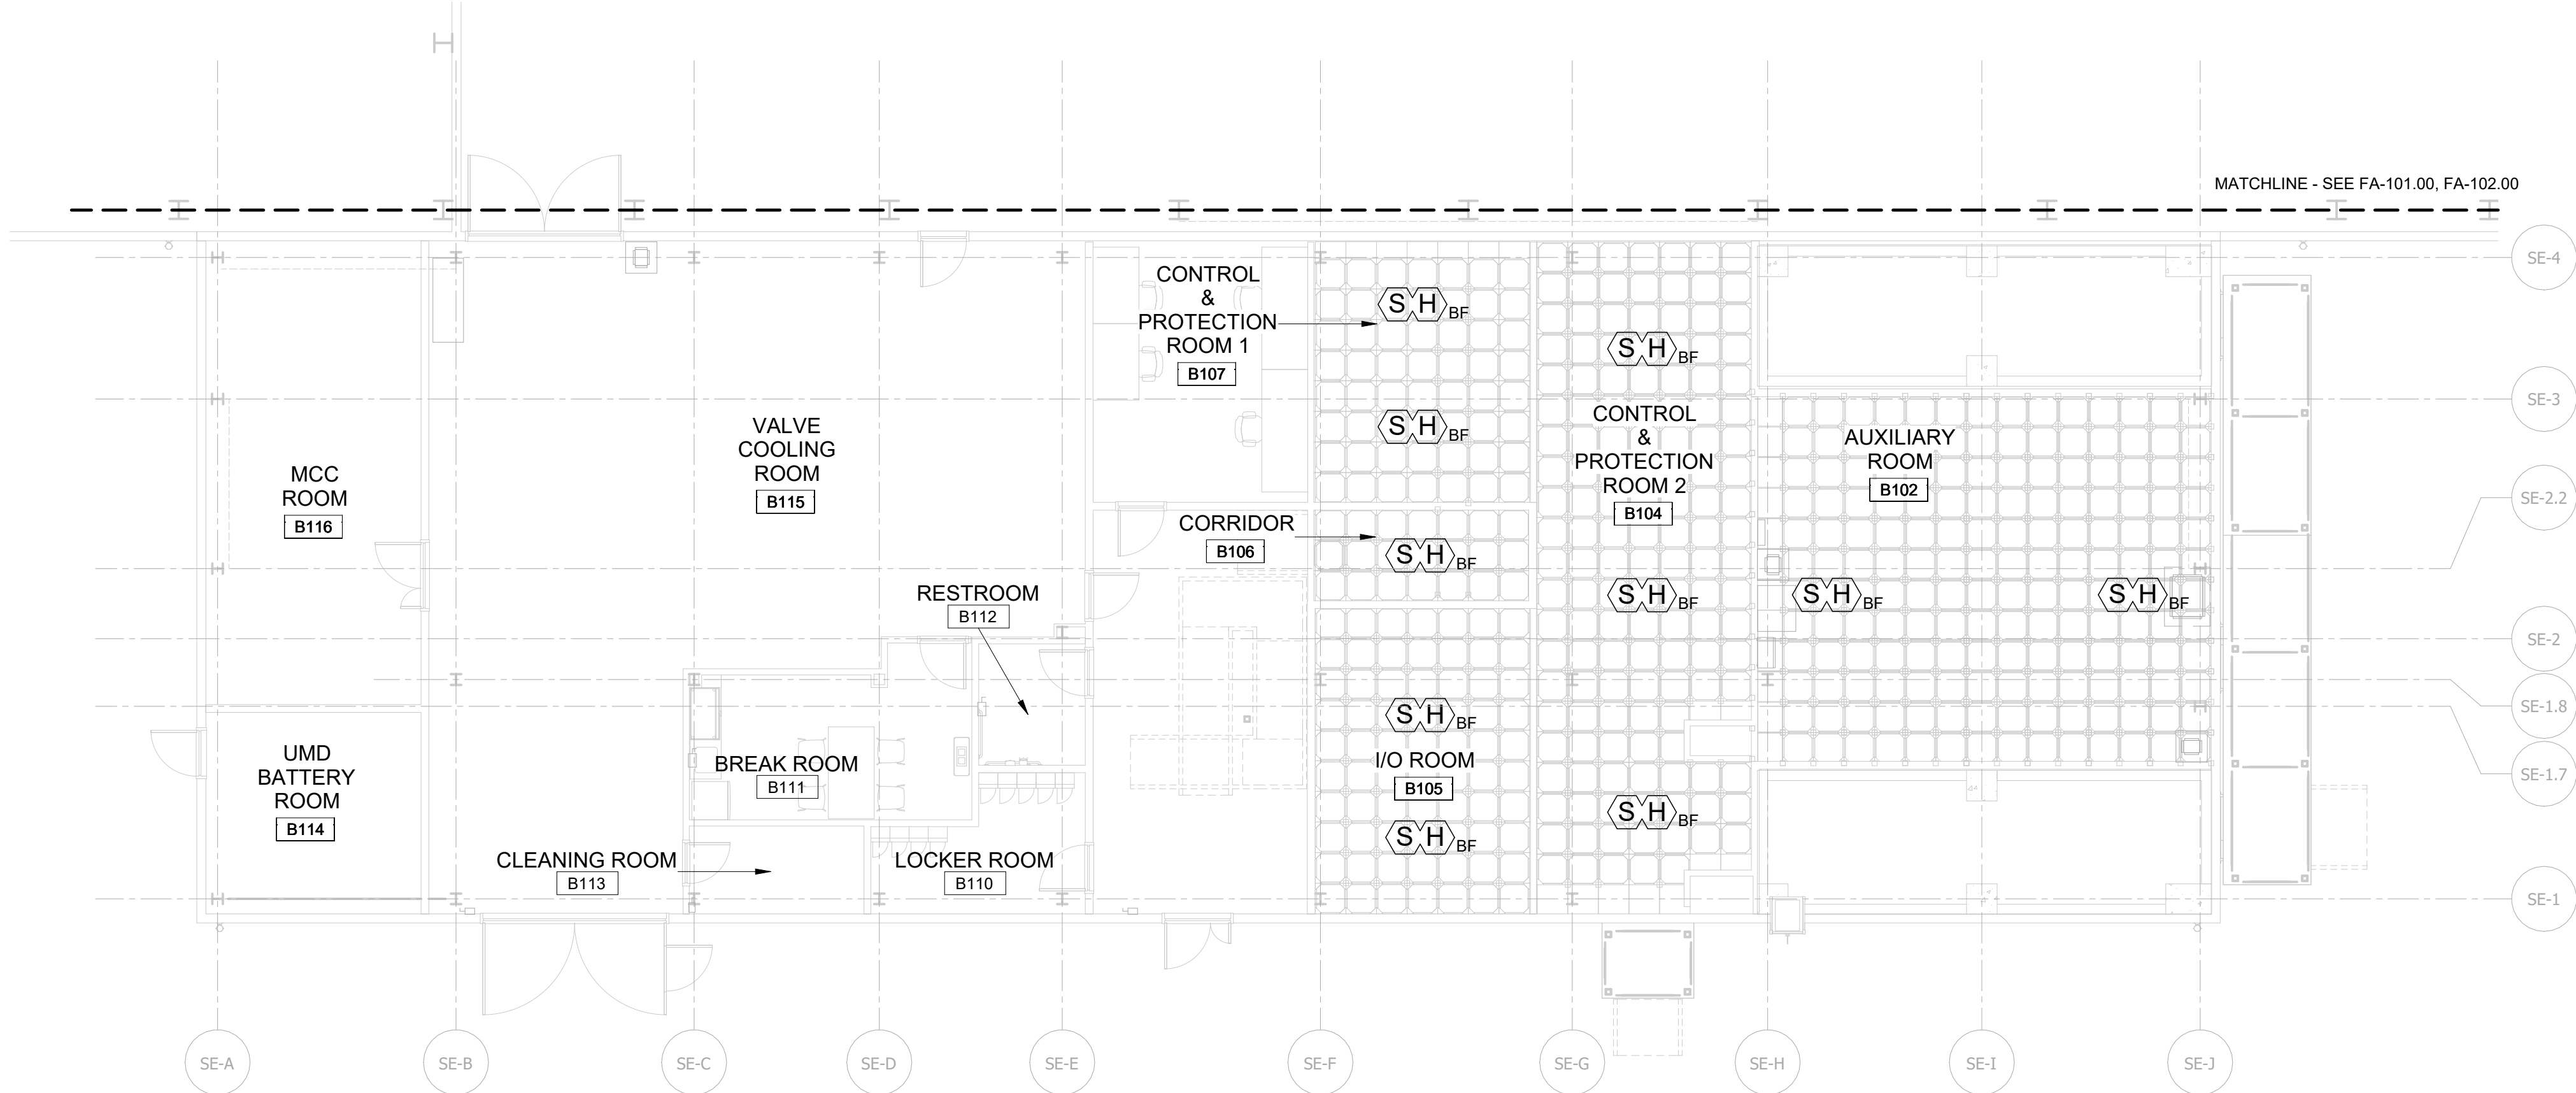 MATCHLINE - SEE FA-101.00, FA-102.00
SE-4
SE-3
SE-2.2
SE-2
SE-1.8
SE-1.7
SE-1
CONTROL
&
PROTECTION
ROOM 1
B107
S H BF
S H BF
S H BF
S H BF
CONTROL
&
PROTECTION
ROOM 2
B104
S H BF
S H BF
AUXILIARY
ROOM
B102
S H BF
S H BF
VALVE
COOLING
ROOM
B115
MCC
ROOM
B116
CORRIDOR
B106
S H BF
RESTROOM
B112
I/O ROOM
B105
S H BF
UMD
BATTERY
ROOM
B114
BREAK ROOM
B111
CLEANING ROOM
B113
LOCKER ROOM
B110
SE-A
SE-B
SE-C
SE-D
SE-E
SE-F
SE-G
SE-H
SE-I
SE-J